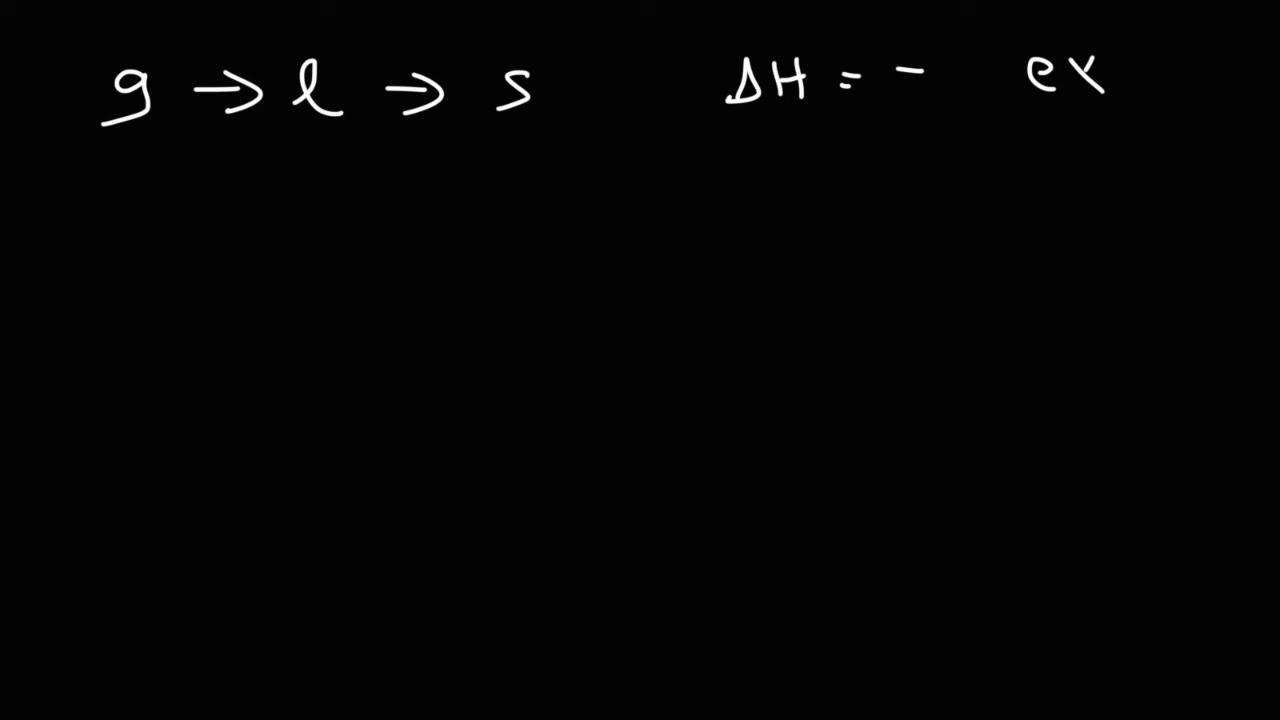 g → l → s ΔH = - ex